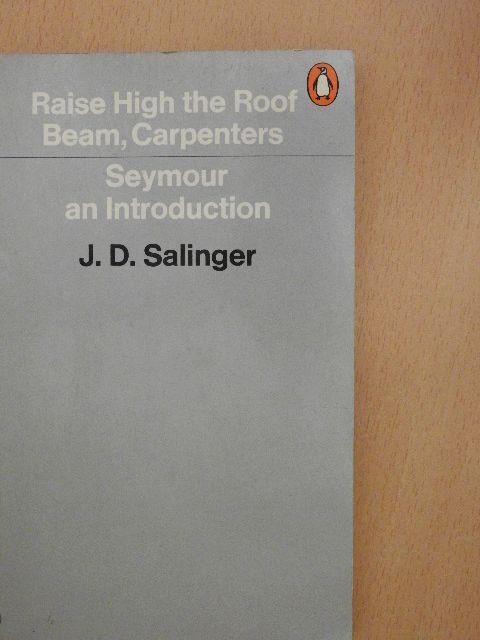 Raise High the Roof
Beam, Carpenters
Seymour
an Introduction
J. D. Salinger